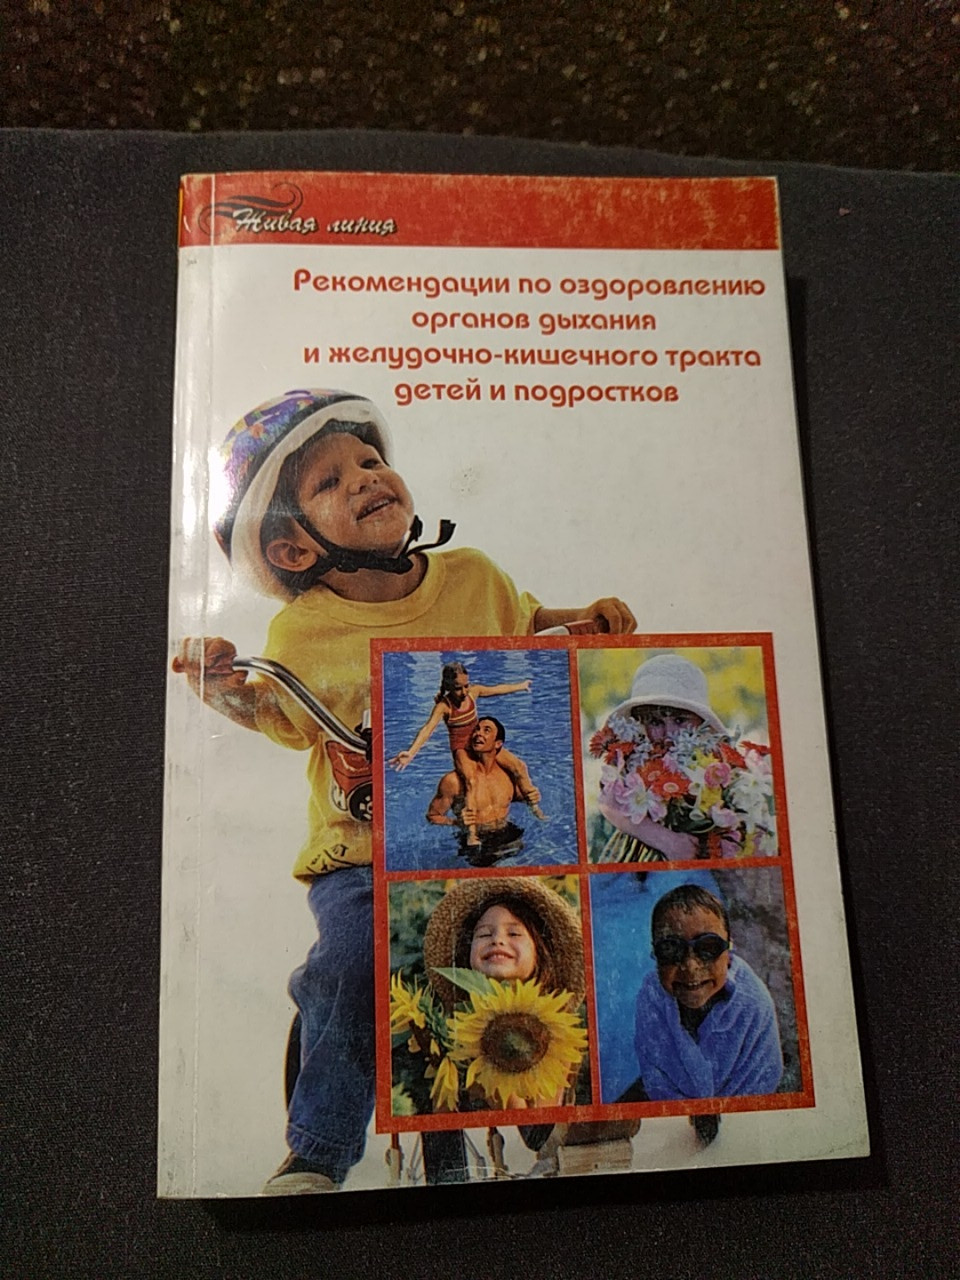 Живая линия
Рекомендации по оздоровлению
органов дыхания
и желудочно-кишечного тракта
детей и подростков